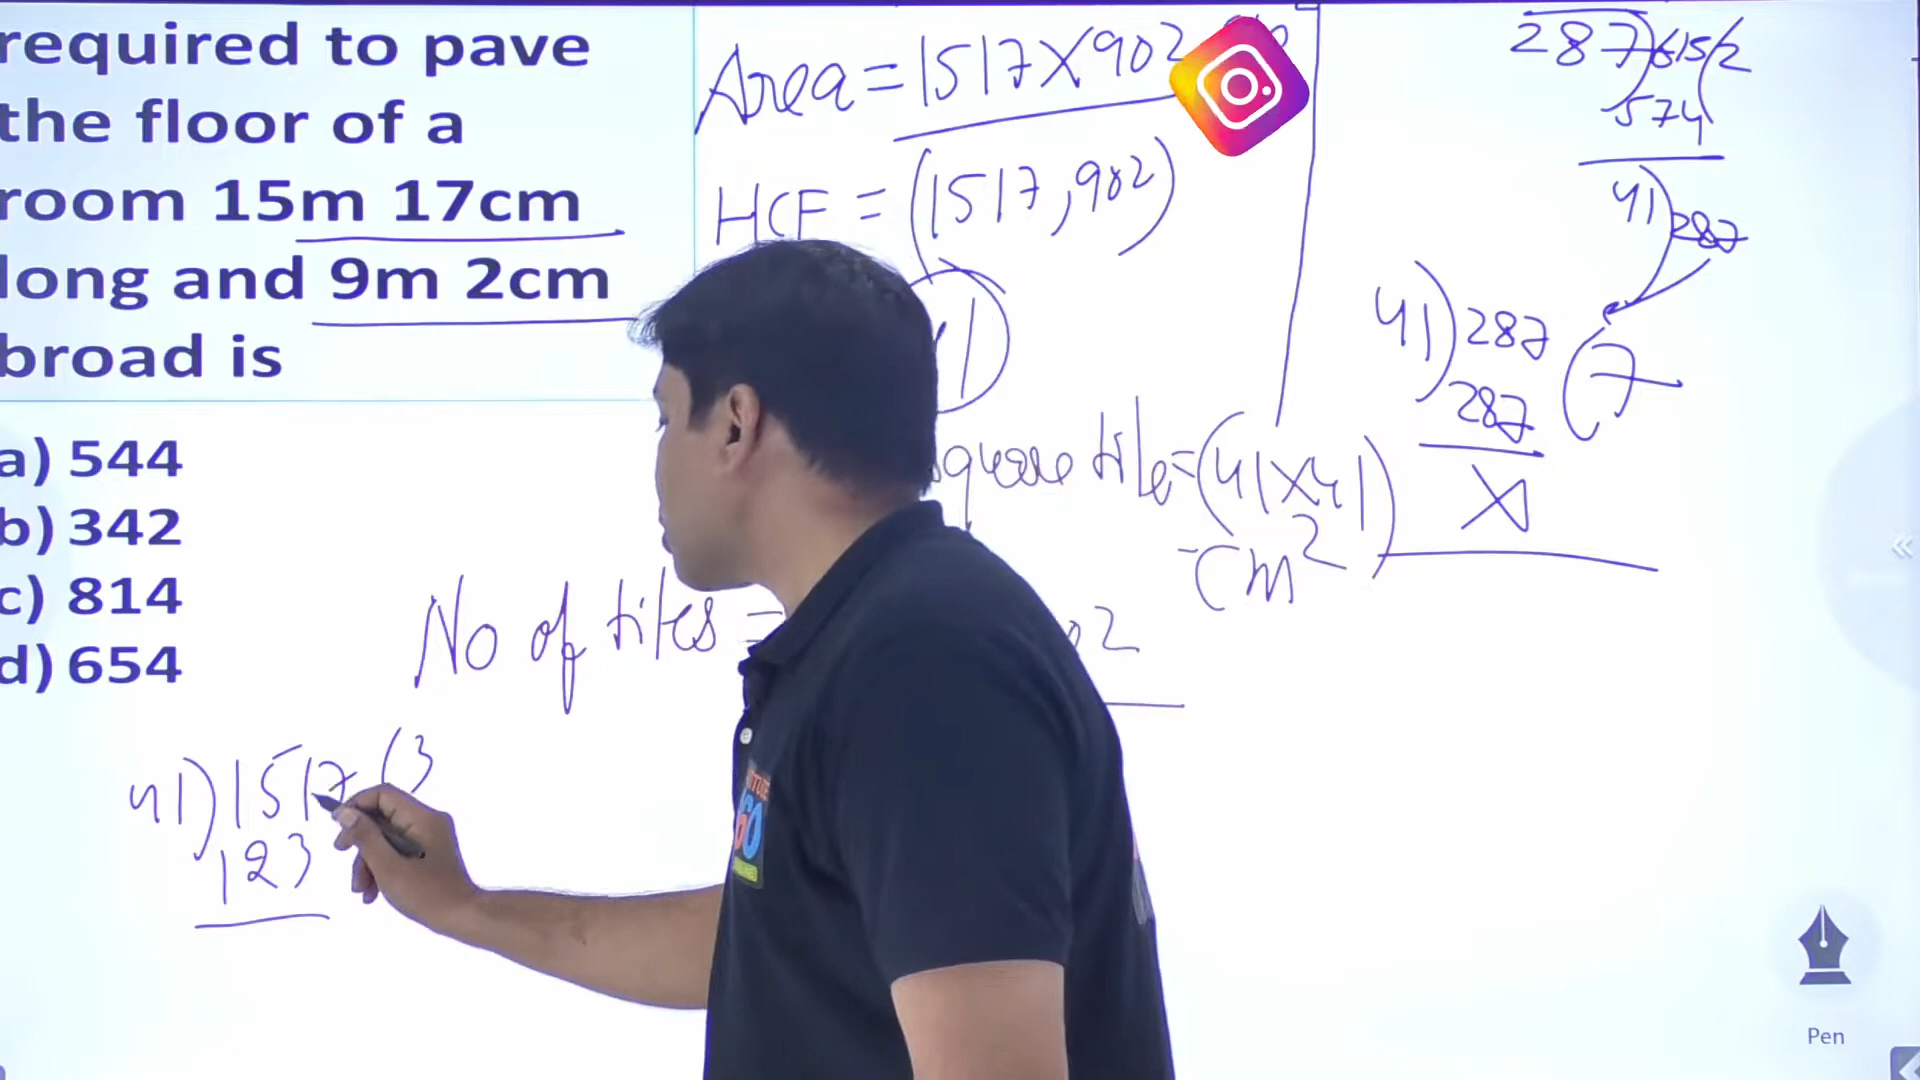 required to pave
the floor of a
room 15m 17cm
long and 9m 2cm
broad is
a) 544
b) 342
c) 814
d) 654
Area = 1517 X 902
HCF = (1517, 902)
square tile = (41 X 41)
cm²
No of tiles =
41) 1517 (3
123
287) 615 (2
574
41) 287
41) 287 (7
287
X
Pen